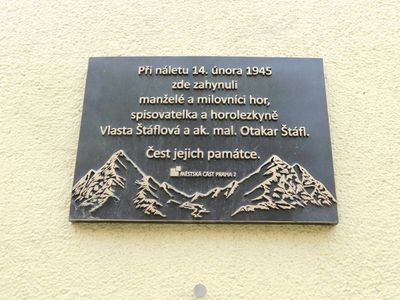 Při náletu 14. února 1945
zde zahynuli
manželé a milovníci hor,
spisovatelka a horolezkyně
Vlasta Štáflová a ak. mal. Otakar Štáfl.
Čest jejich památce.
MĚSTSKÁ ČÁST PRAHA 2